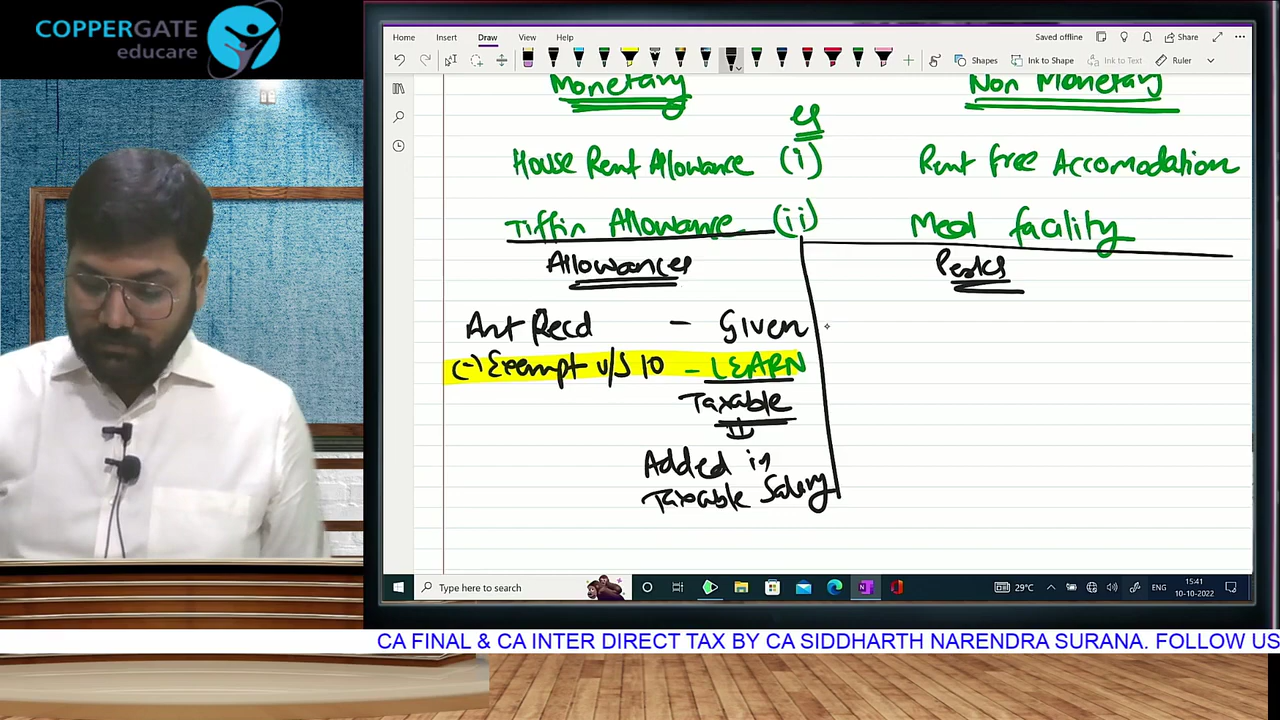 COPPERGATE
educare
Home Insert Draw View Help
Saved offline
Share
Shapes
Ink to Shape
Ink to Text
Ruler
Monetary
Non Monetary
eg
House Rent Allowance (i) Rent free Accomodation
Tiffin Allowance (ii) Meal facility
Allowances
Perks
Amt Recd - Given
(-) Exempt u/s 10 - LEARN
Taxable
Added in
Taxable Salary
Type here to search
29°C
ENG
15:41
10-10-2022
CA FINAL & CA INTER DIRECT TAX BY CA SIDDHARTH NARENDRA SURANA. FOLLOW US